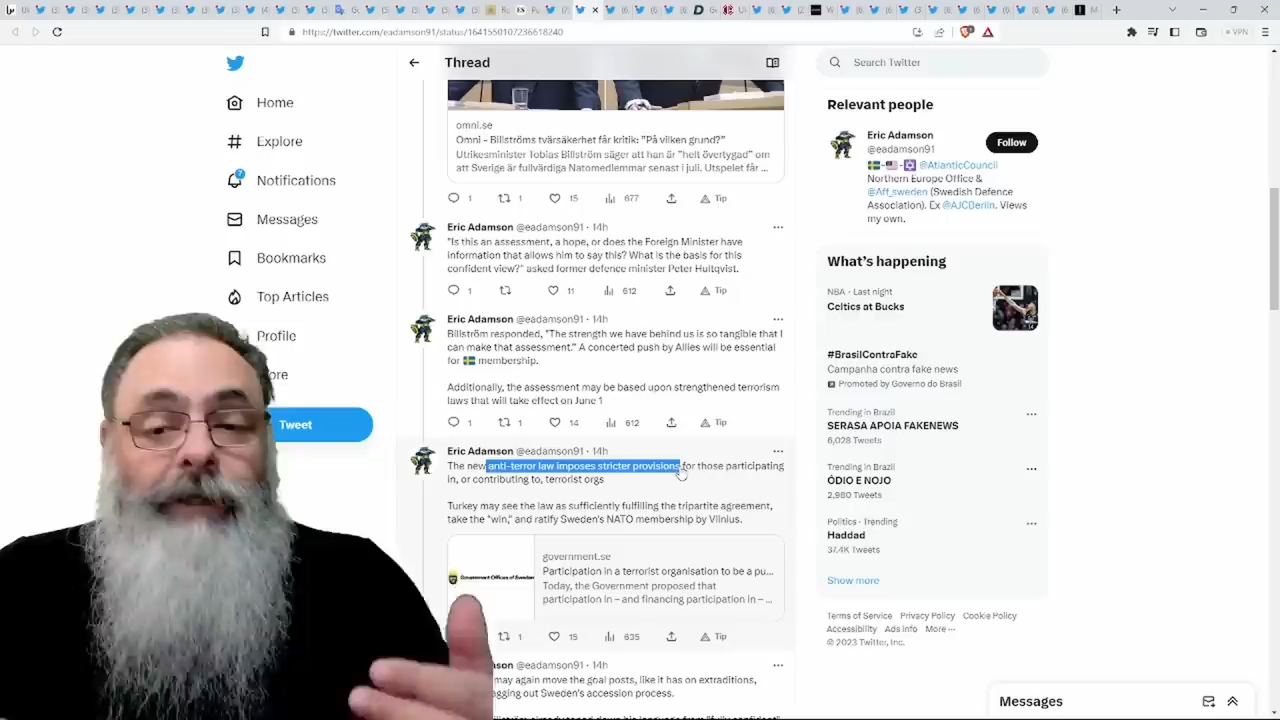 https://twitter.com/eadamson91/status/1641550107236618240
VPN
Home
Explore
7
Notifications
Messages
Bookmarks
Top Articles
Profile
ore
Tweet
Thread
omni.se
Omni - Billströms tvärsäkerhet får kritik: "På vilken grund?"
Utrikesminister Tobias Billström säger att han är "helt övertygad" om
att Sverige är fullvärdiga Natomedlemmar senast i juli. Utspelet får ...
1 1 15 677 Tip
Eric Adamson @eadamson91 · 14h
"Is this an assessment, a hope, or does the Foreign Minister have
information that allows him to say this? What is the basis for this
confident view?" asked former defence minister Peter Hultqvist.
1 11 612 Tip
Eric Adamson @eadamson91 · 14h
Billström responded, "The strength we have behind us is so tangible that I
can make that assessment." A concerted push by Allies will be essential
for 🇸🇪 membership.
Additionally, the assessment may be based upon strengthened terrorism
laws that will take effect on June 1
1 1 14 612 Tip
Eric Adamson @eadamson91 · 14h
The new anti-terror law imposes stricter provisions for those participating
in, or contributing to, terrorist orgs
Turkey may see the law as sufficiently fulfilling the tripartite agreement,
take the "win," and ratify Sweden's NATO membership by Vilnius.
Government Offices of Sweden
government.se
Participation in a terrorist organisation to be a pu...
Today, the Government proposed that
participation in – and financing participation in – ...
1 15 635 Tip
son @eadamson91 · 14h
may again move the goal posts, like it has on extraditions,
agging out Sweden's accession process.
Search Twitter
Relevant people
Eric Adamson
@eadamson91
Follow
🇸🇪-🇺🇸-✡️ @AtlanticCouncil
Northern Europe Office &
@Aff_sweden (Swedish Defence
Association). Ex @AJCBerlin. Views
my own.
What's happening
NBA · Last night
Celtics at Bucks
#BrasilContraFake
Campanha contra fake news
Promoted by Governo do Brasil
Trending in Brazil
SERASA APOIA FAKENEWS
6,028 Tweets
Trending in Brazil
ÓDIO E NOJO
2,980 Tweets
Politics · Trending
Haddad
37.4K Tweets
Show more
Terms of Service Privacy Policy Cookie Policy
Accessibility Ads info More ···
© 2023 Twitter, Inc.
Messages